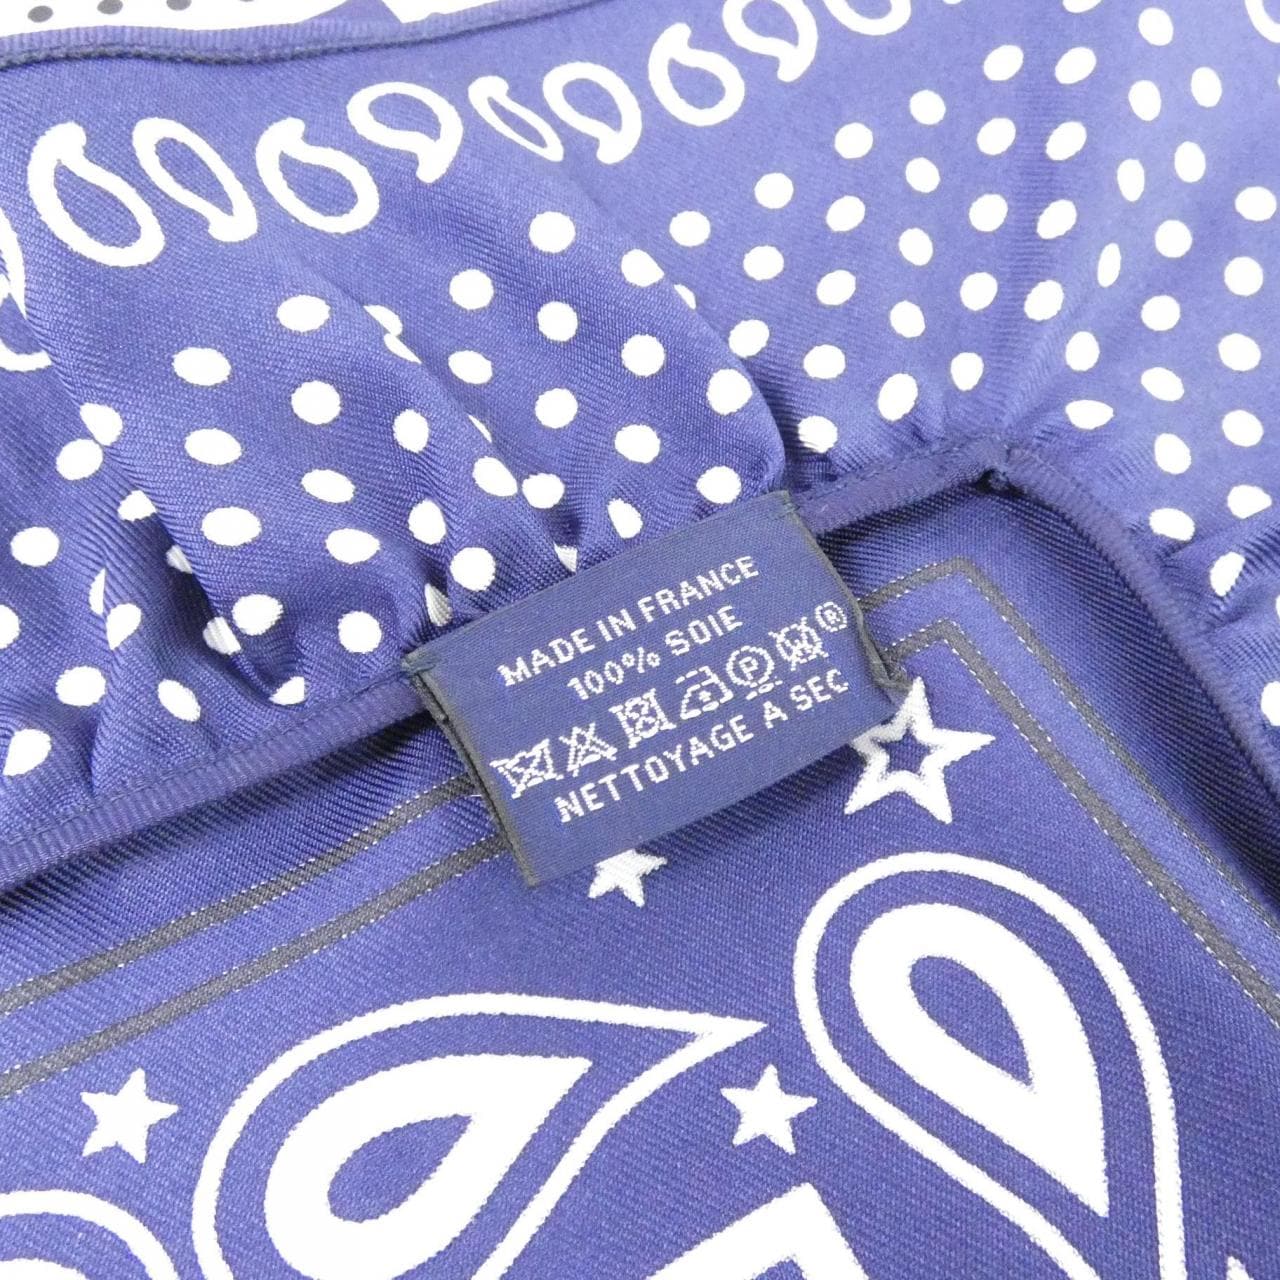 MADE IN FRANCE
100% SOIE
P ®
NETTOYAGE A SEC